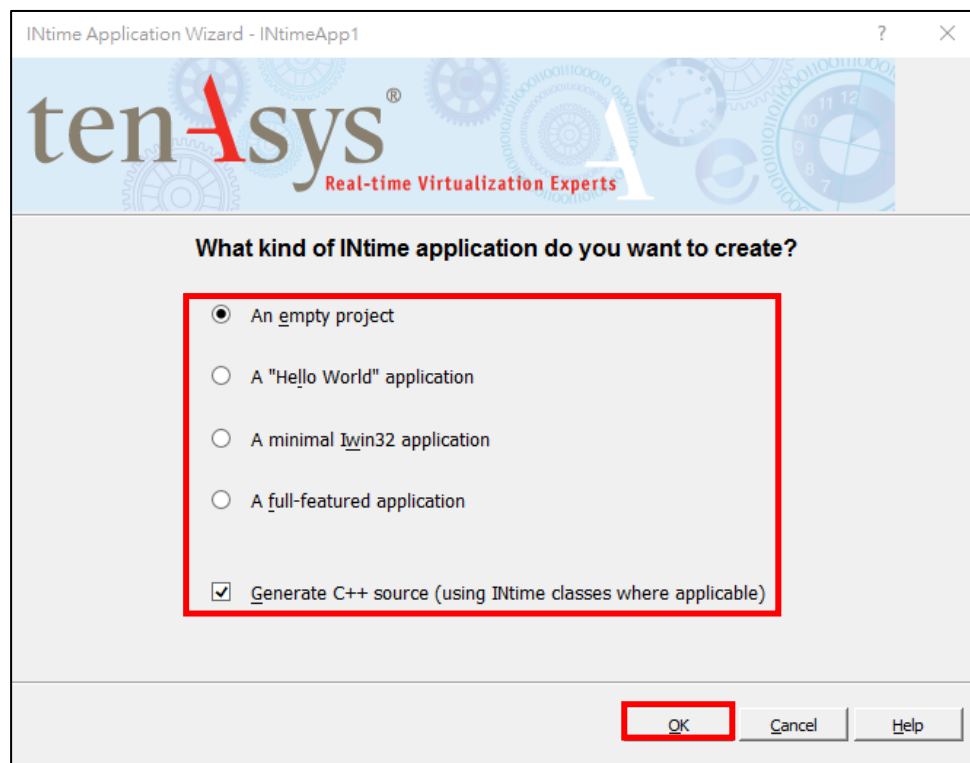 INtime Application Wizard - INtimeApp1
?
tenAsys®
Real-time Virtualization Experts
What kind of INtime application do you want to create?
An empty project
A "Hello World" application
A minimal Iwin32 application
A full-featured application
Generate C++ source (using INtime classes where applicable)
OK Cancel Help